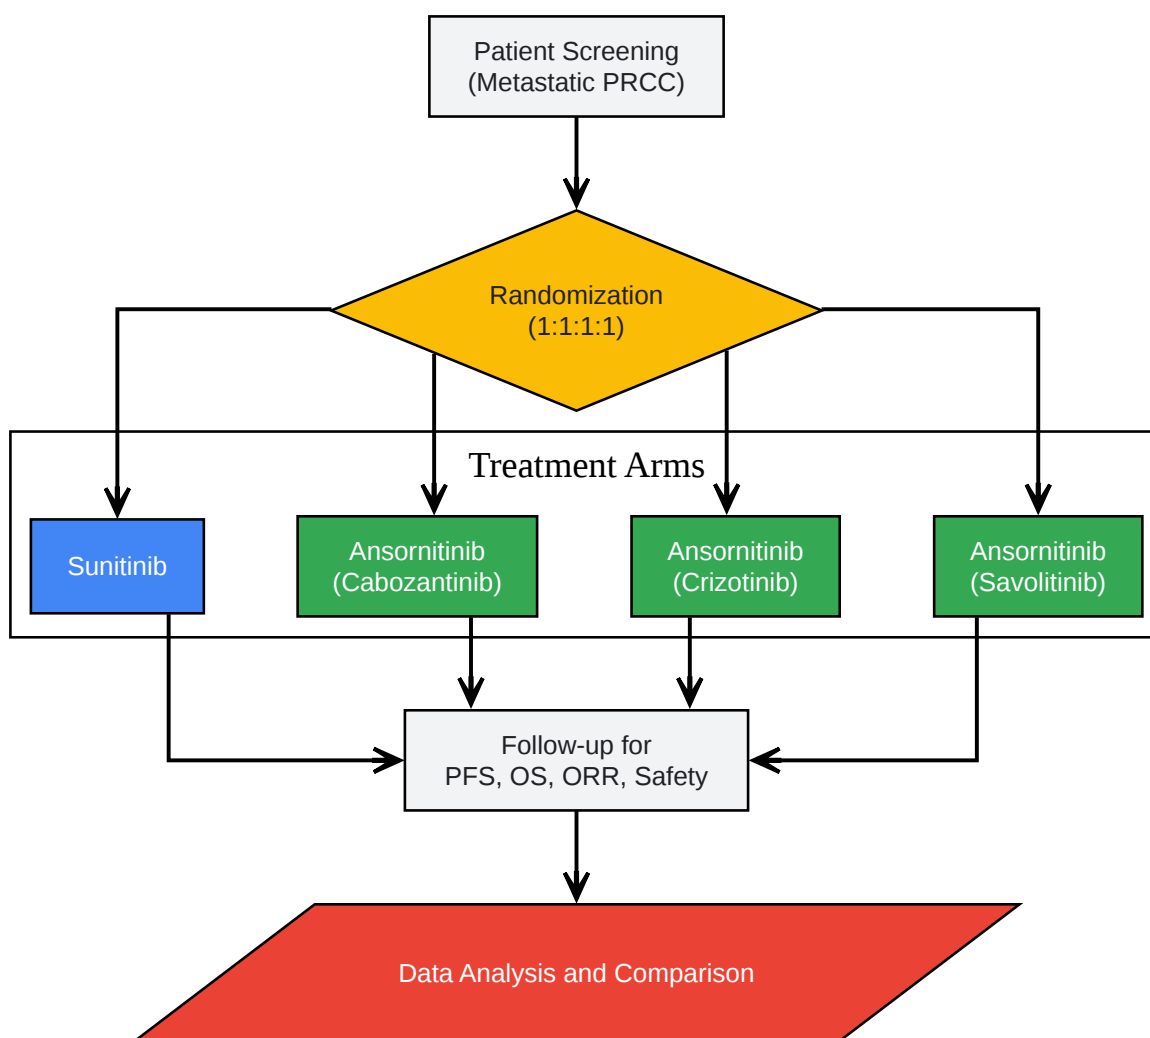 Patient Screening
(Metastatic PRCC)
Randomization
(1:1:1:1)
Treatment Arms
Sunitinib
Ansornitinib
(Cabozantinib)
Ansornitinib
(Crizotinib)
Ansornitinib
(Savolitinib)
Follow-up for
PFS, OS, ORR, Safety
Data Analysis and Comparison